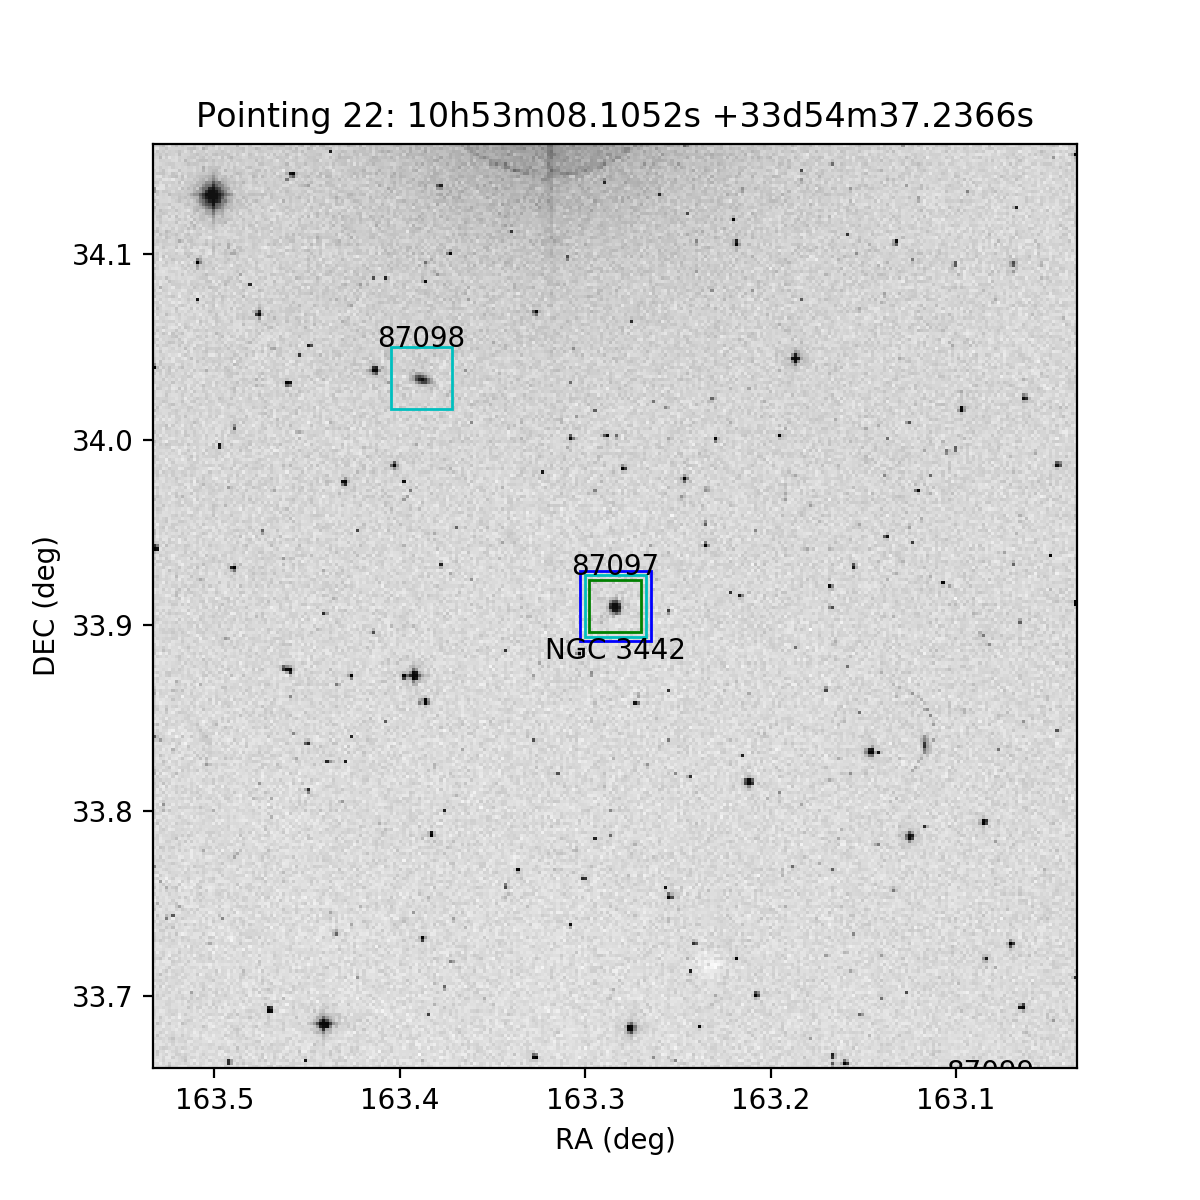 Pointing 22: 10h53m08.1052s +33d54m37.2366s
34.1
34.0
33.9
33.8
33.7
DEC (deg)
87098
87097
NGC 3442
87099
163.5 163.4 163.3 163.2 163.1
RA (deg)